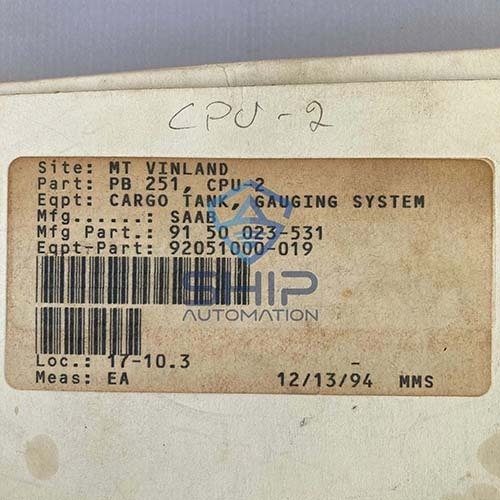 CPU-2
Site: MT VINLAND
Part: PB 251, CPU-2
Eqpt: CARGO TANK, GAUGING SYSTEM
Mfg......: SAAB
Mfg Part.: 91 50 023-531
Eqpt-Part: 92051000-019
SHIP
AUTOMATION
Loc.: 17-10.3 -
Meas: EA 12/13/94 MMS